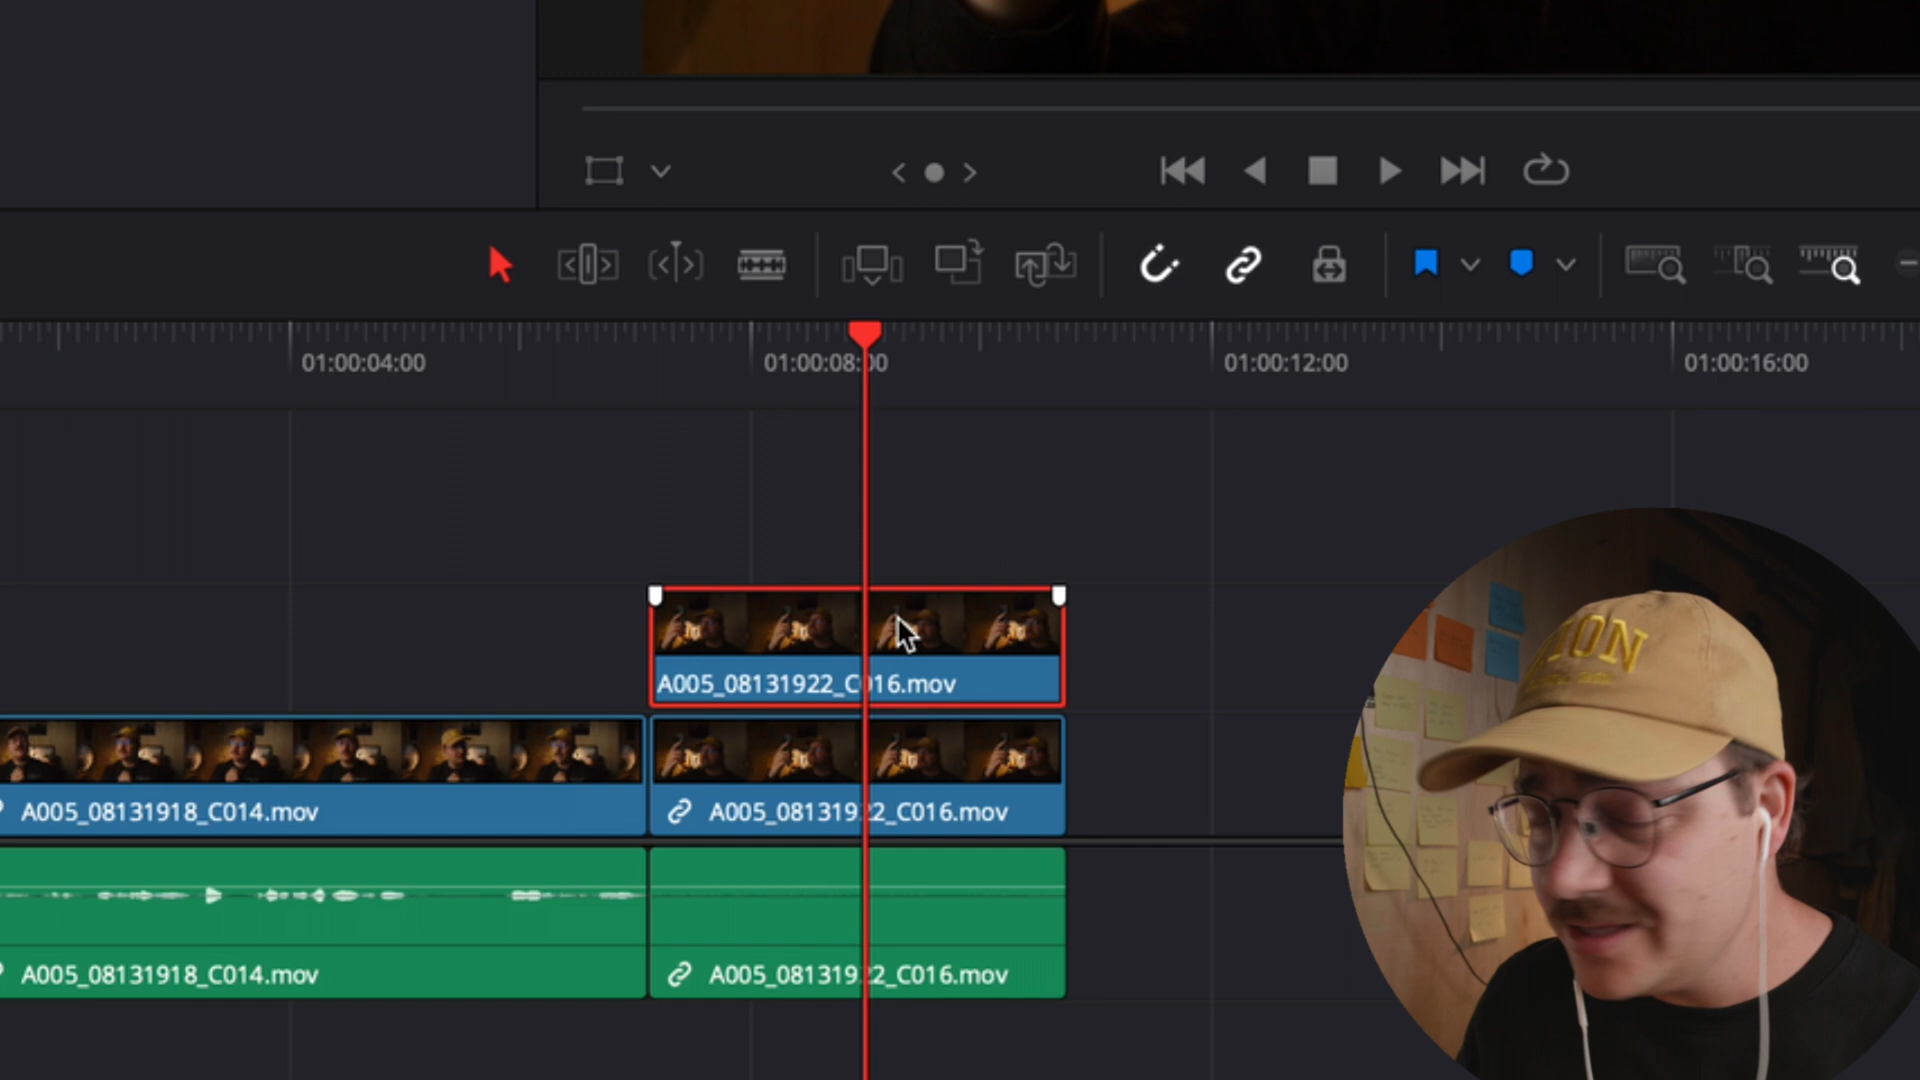 01:00:04:00
01:00:08:00
01:00:12:00
01:00:16:00
A005_08131922_C016.mov
A005_08131918_C014.mov
A005_08131922_C016.mov
A005_08131918_C014.mov
A005_08131922_C016.mov
ION